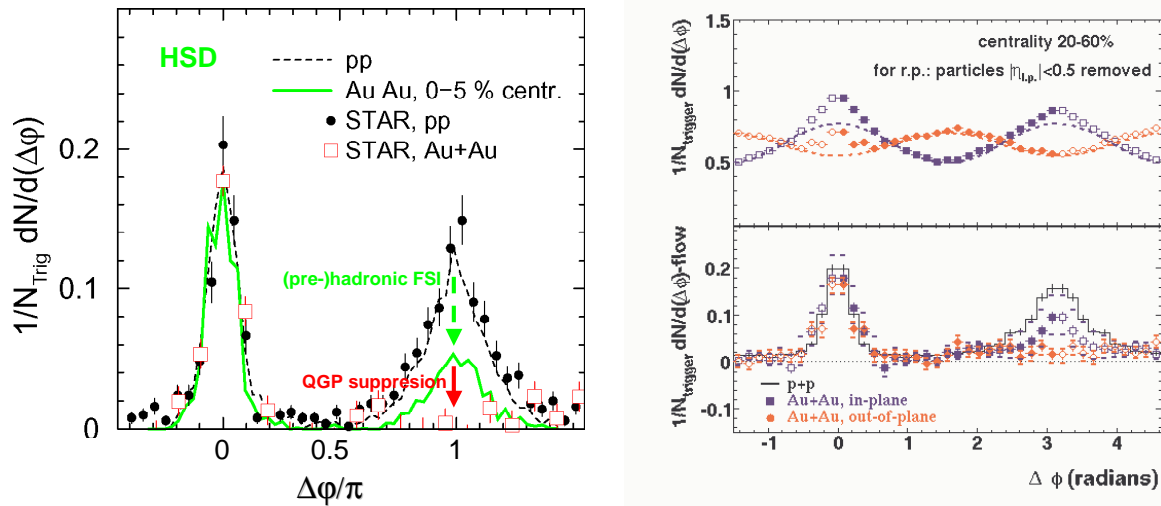 HSD
pp
Au Au, 0−5 % centr.
STAR, pp
STAR, Au+Au
(pre-)hadronic FSI
QGP suppresion
0.2
0.1
0
1/N_Trig dN/d(Δφ)
0
0.5
1
Δφ/π
centrality 20-60%
for r.p.: particles |η_l.p.|<0.5 removed
1.5
1
0.5
0
1/N_trigger dN/d(Δφ)
0.2
0.1
0
-0.1
1/N_trigger dN/d(Δφ)-flow
p+p
Au+Au, in-plane
Au+Au, out-of-plane
-1 0 1 2 3 4
Δ ϕ (radians)